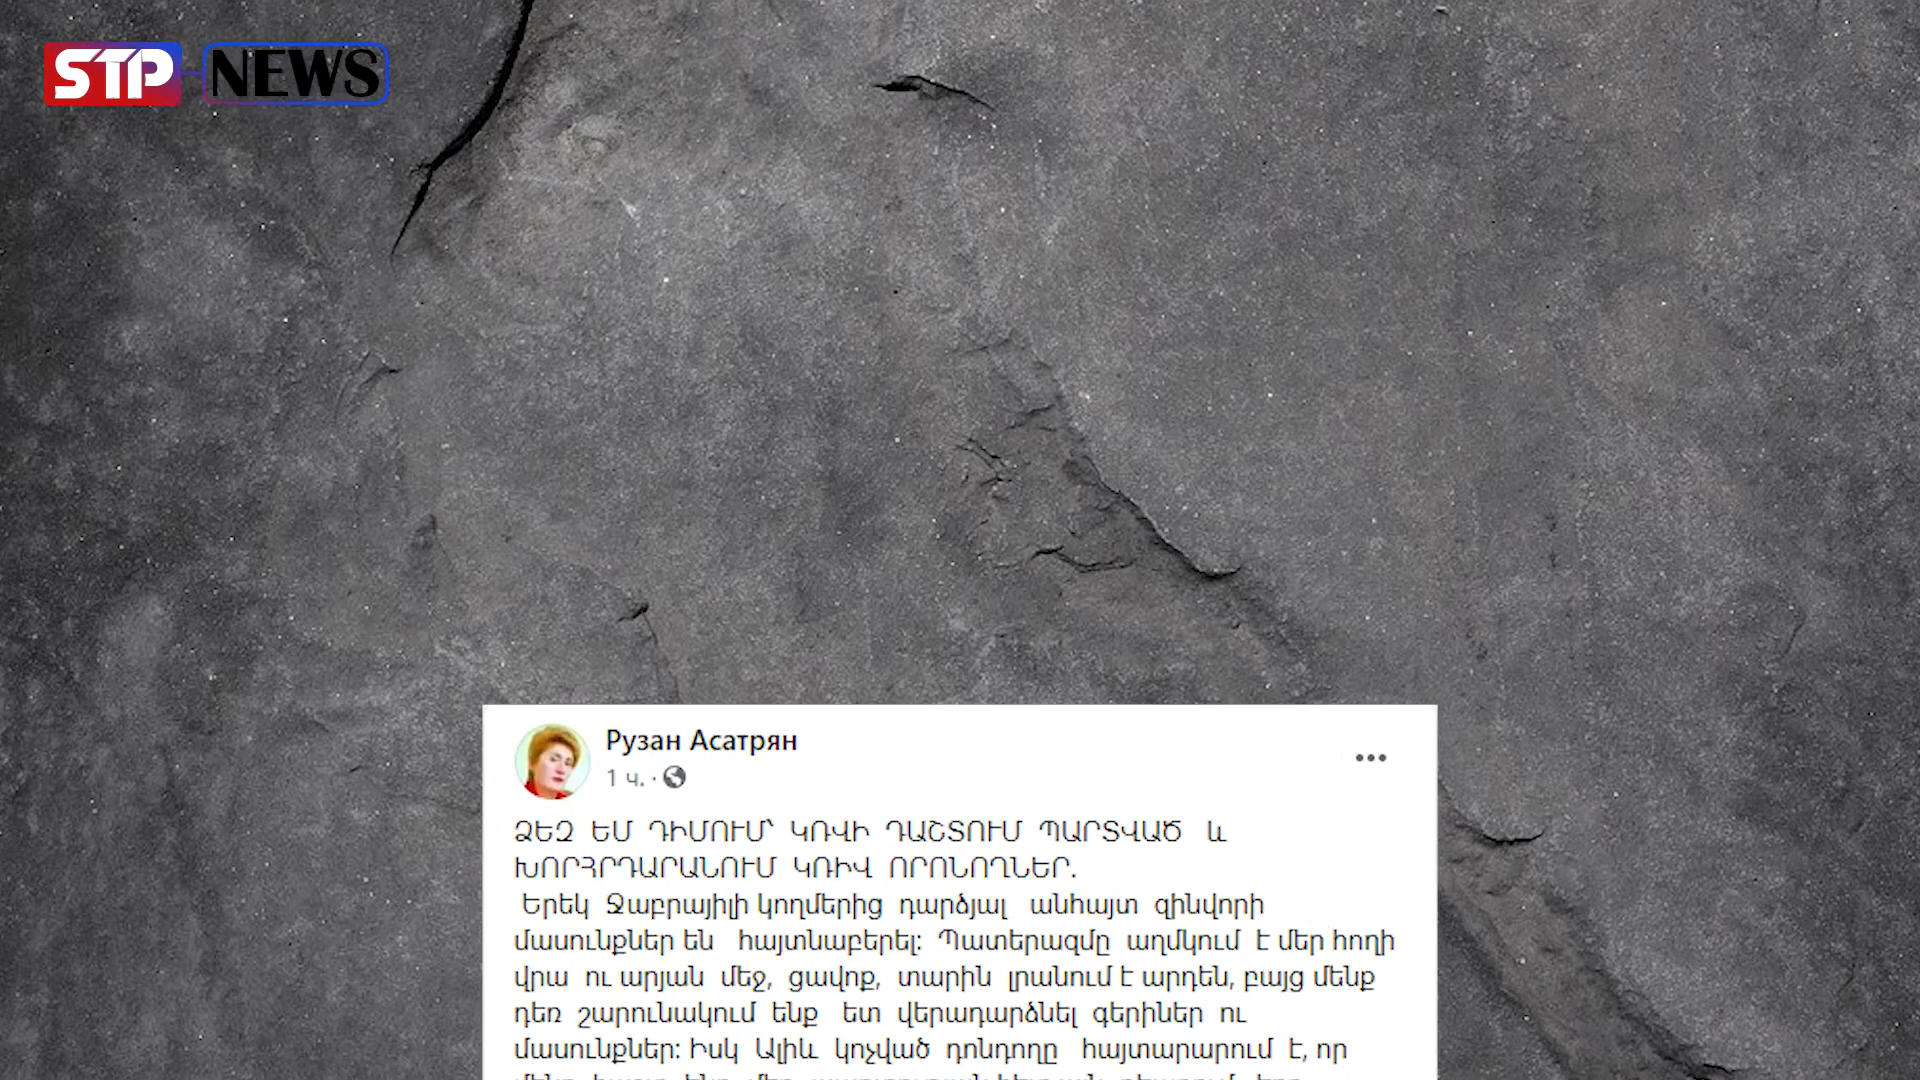 STP NEWS
Рузан Асатрян
1 ч. ·
ՁԵԶ ԵՄ ԴԻՄՈՒՄ՝ ԿՌՎԻ ԴԱՇՏՈՒՄ ՊԱՐՏՎԱԾ և
ԽՈՐՀՐԴԱՐԱՆՈՒՄ ԿՌԻՎ ՈՐՈՆՈՂՆԵՐ.
Երեկ Ջաբրայիլի կողմերից դարձյալ անհայտ զինվորի
մասունքներ են հայտնաբերել: Պատերազմը աղմկում է մեր հողի
վրա ու արյան մեջ, ցավոք, տարին լրանում է արդեն, բայց մենք
դեռ շարունակում ենք ետ վերադարձնել գերիներ ու
մասունքներ: Իսկ Ալիև կոչված դոնդողը հայտարարում է, որ